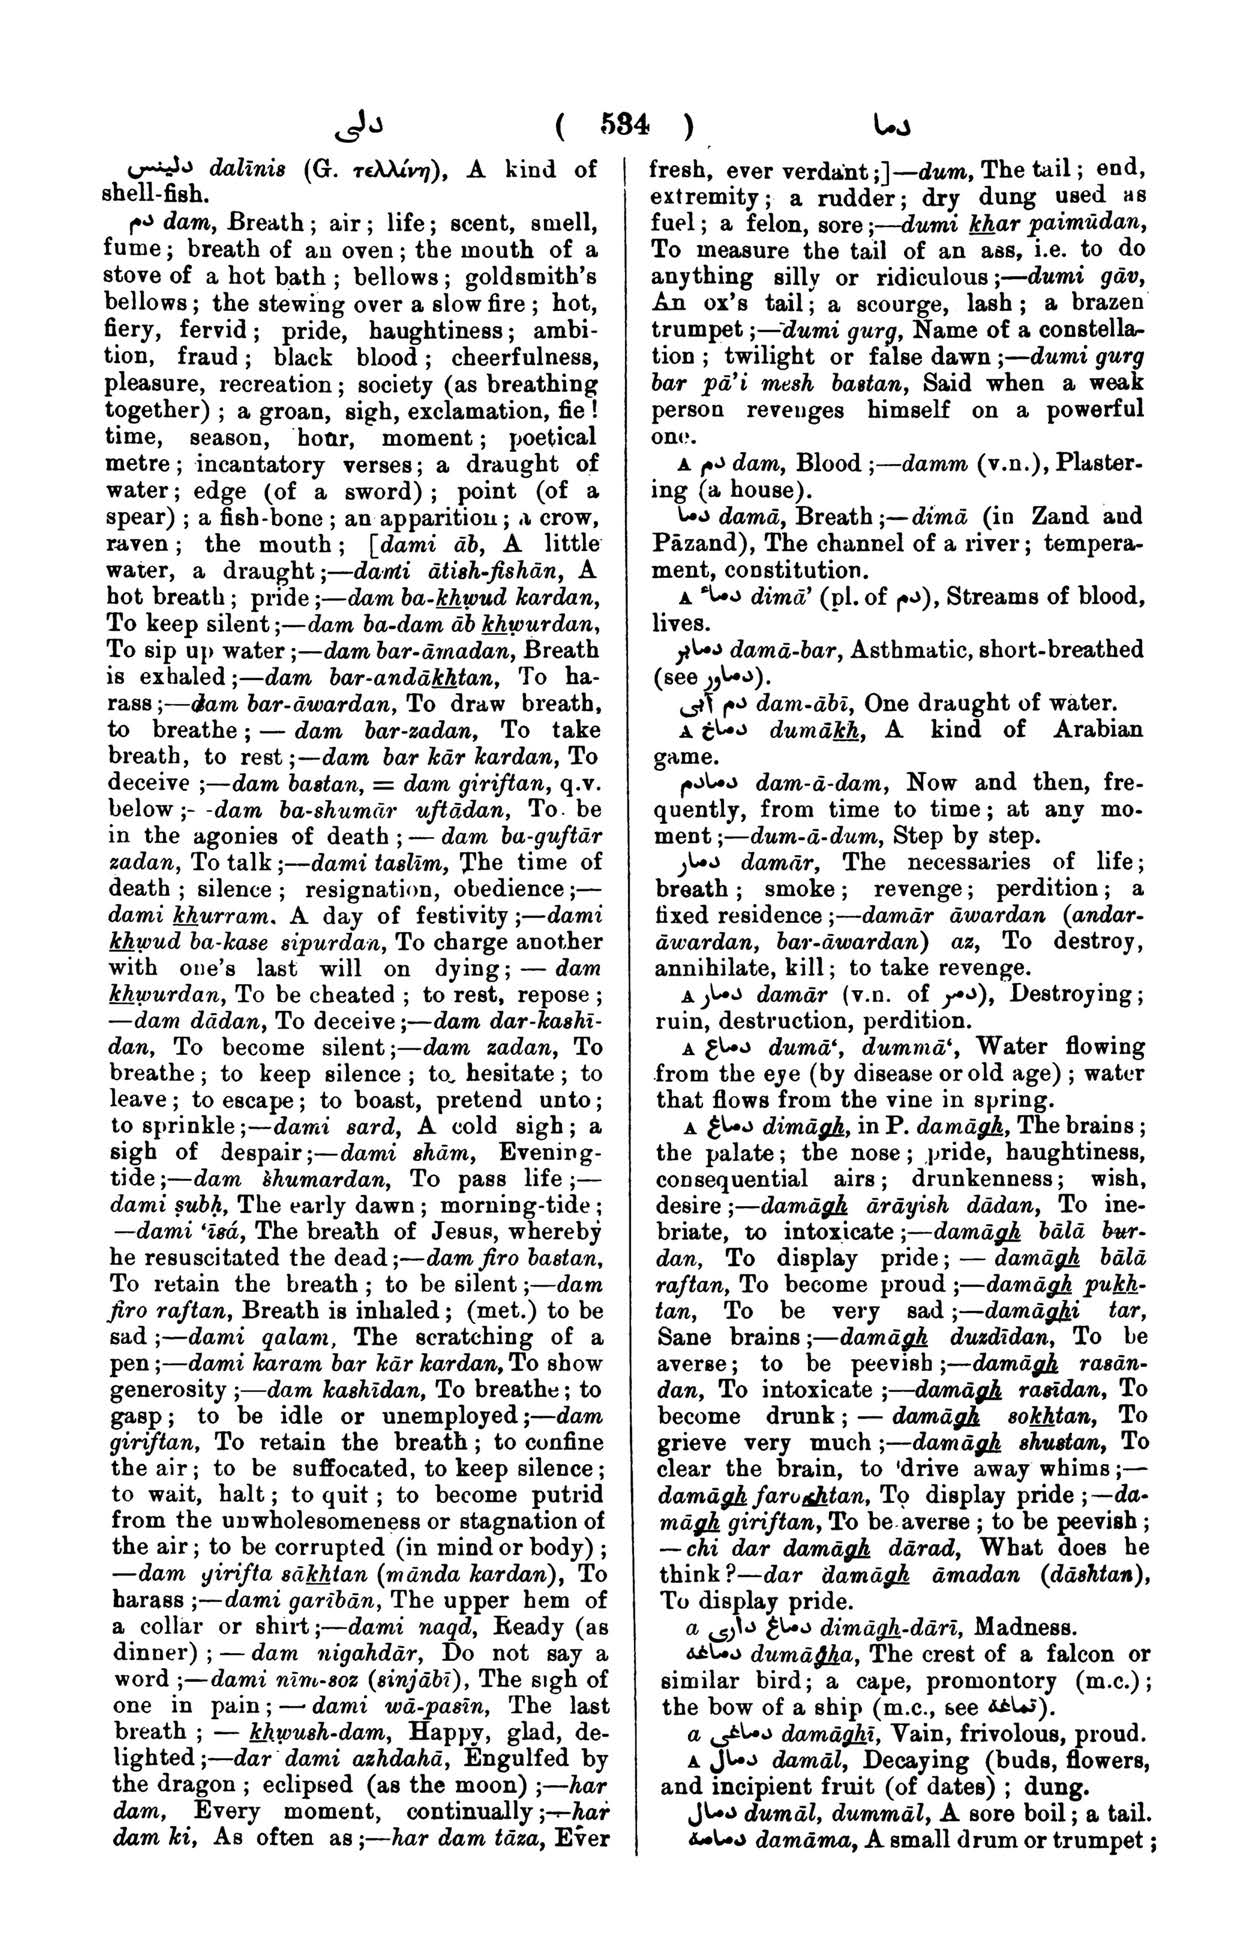 دلی ( 534 ) دما
دلینس dalīnis (G. τελλίνη), A kind of
shell-fish.
دم dam, Breath ; air ; life ; scent, smell,
fume ; breath of an oven ; the mouth of a
stove of a hot bath ; bellows ; goldsmith's
bellows ; the stewing over a slow fire ; hot,
fiery, fervid ; pride, haughtiness ; ambi-
tion, fraud ; black blood ; cheerfulness,
pleasure, recreation ; society (as breathing
together) ; a groan, sigh, exclamation, fie !
time, season, hour, moment ; poetical
metre ; incantatory verses ; a draught of
water ; edge (of a sword) ; point (of a
spear) ; a fish-bone ; an apparition ; a crow,
raven ; the mouth ; [dami āb, A little
water, a draught ;—dami ātish-fishān, A
hot breath ; pride ;—dam ba-khwud kardan,
To keep silent ;—dam ba-dam āb khwurdan,
To sip up water ;—dam bar-āmadan, Breath
is exhaled ;—dam bar-andākhtan, To ha-
rass ;—dam bar-āwardan, To draw breath,
to breathe ; — dam bar-zadan, To take
breath, to rest ;—dam bar kār kardan, To
deceive ;—dam bastan, = dam giriftan, q.v.
below ;--dam ba-shumār uftādan, To be
in the agonies of death ; — dam ba-guftār
zadan, To talk ;—dami taslīm, The time of
death ; silence ; resignation, obedience ;—
dami khurram. A day of festivity ;—dami
khwud ba-kase sipurdan, To charge another
with one's last will on dying ; — dam
khwurdan, To be cheated ; to rest, repose ;
—dam dādan, To deceive ;—dam dar-kashī-
dan, To become silent ;—dam zadan, To
breathe ; to keep silence ; to hesitate ; to
leave ; to escape ; to boast, pretend unto ;
to sprinkle ;—dami sard, A cold sigh ; a
sigh of despair ;—dami shām, Evening-
tide ;—dam shumardan, To pass life ;—
dami ṣubḥ, The early dawn ; morning-tide ;
—dami ‘īsá, The breath of Jesus, whereby
he resuscitated the dead ;—dam firo bastan,
To retain the breath ; to be silent ;—dam
firo raftan, Breath is inhaled ; (met.) to be
sad ;—dami qalam, The scratching of a
pen ;—dami karam bar kār kardan, To show
generosity ;—dam kashīdan, To breathe ; to
gasp ; to be idle or unemployed ;—dam
giriftan, To retain the breath ; to confine
the air ; to be suffocated, to keep silence ;
to wait, halt ; to quit ; to become putrid
from the unwholesomeness or stagnation of
the air ; to be corrupted (in mind or body) ;
—dam girifta sākhtan (mānda kardan), To
harass ;—dami garībān, The upper hem of
a collar or shirt ;—dami naqd, Ready (as
dinner) ; — dam nigahdār, Do not say a
word ;—dami nīm-soz (sinjābī), The sigh of
one in pain ; — dami wā-pasīn, The last
breath ; — khwush-dam, Happy, glad, de-
lighted ;—dar dami azhdahā, Engulfed by
the dragon ; eclipsed (as the moon) ;—har
dam, Every moment, continually ;—har
dam ki, As often as ;—har dam tāza, Ever
fresh, ever verdant ;]—dum, The tail ; end,
extremity ; a rudder ; dry dung used as
fuel ; a felon, sore ;—dumi khar paimūdan,
To measure the tail of an ass, i.e. to do
anything silly or ridiculous ;—dumi gāv,
An ox's tail ; a scourge, lash ; a brazen
trumpet ;—dumi gurg, Name of a constella-
tion ; twilight or false dawn ;—dumi gurg
bar pā'i mesh bastan, Said when a weak
person revenges himself on a powerful
one.
A دم dam, Blood ;—damm (v.n.), Plaster-
ing (a house).
دما damā, Breath ;—dimā (in Zand and
Pāzand), The channel of a river ; tempera-
ment, constitution.
A دماء dimā’ (pl. of دم), Streams of blood,
lives.
دمابر damā-bar, Asthmatic, short-breathed
(see دماور).
دم آبی dam-ābī, One draught of water.
A دماخ dumākh, A kind of Arabian
game.
دمادم dam-ā-dam, Now and then, fre-
quently, from time to time ; at any mo-
ment ;—dum-ā-dum, Step by step.
دمار damār, The necessaries of life ;
breath ; smoke ; revenge ; perdition ; a
fixed residence ;—damār āwardan (andar-
āwardan, bar-āwardan) az, To destroy,
annihilate, kill ; to take revenge.
A دمار damār (v.n. of دمر), Destroying ;
ruin, destruction, perdition.
A دماع dumā‘, dummā‘, Water flowing
from the eye (by disease or old age) ; water
that flows from the vine in spring.
A دماغ dimāgh, in P. damāgh, The brains ;
the palate ; the nose ; pride, haughtiness,
consequential airs ; drunkenness ; wish,
desire ;—damāgh ārāyish dādan, To ine-
briate, to intoxicate ;—damāgh bālā bur-
dan, To display pride ; — damāgh bālā
raftan, To become proud ;—damāgh pukh-
tan, To be very sad ;—damāghi tar,
Sane brains ;—damāgh duzdīdan, To be
averse ; to be peevish ;—damāgh rasān-
dan, To intoxicate ;—damāgh rasīdan, To
become drunk ; — damāgh sokhtan, To
grieve very much ;—damāgh shustan, To
clear the brain, to drive away whims ;—
damāgh farokhtan, To display pride ;—da-
māgh giriftan, To be averse ; to be peevish ;
— chi dar damāgh dārad, What does he
think ?—dar damāgh āmadan (dāshtan),
To display pride.
a دماغ داری dimāgh-dārī, Madness.
دماغه dumāgha, The crest of a falcon or
similar bird ; a cape, promontory (m.c.) ;
the bow of a ship (m.c., see دماغه).
a دماغی damāghī, Vain, frivolous, proud.
A دمال damāl, Decaying (buds, flowers,
and incipient fruit (of dates) ; dung.
دمال dumāl, dummāl, A sore boil ; a tail.
دمامه damāma, A small drum or trumpet ;